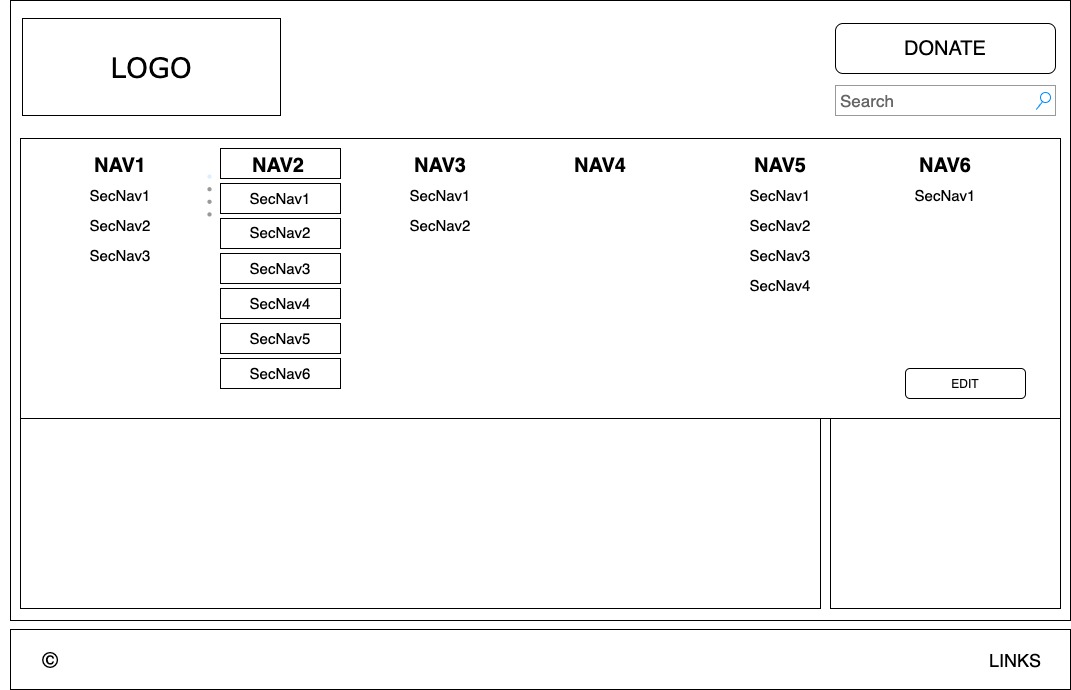 LOGO
DONATE
Search
NAV1
SecNav1
SecNav2
SecNav3
NAV2
SecNav1
SecNav2
SecNav3
SecNav4
SecNav5
SecNav6
NAV3
SecNav1
SecNav2
NAV4
NAV5
SecNav1
SecNav2
SecNav3
SecNav4
NAV6
SecNav1
EDIT
©
LINKS